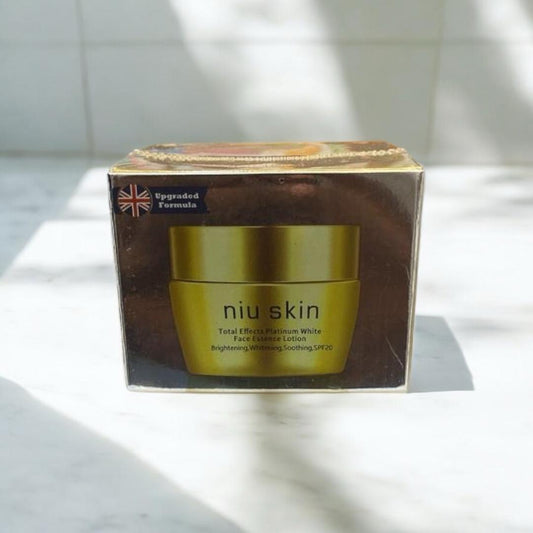 Upgraded
Formula
niu skin
Total Effects Platinum White
Face Essence Lotion
Brightening,Whitening,Soothing,SPF20